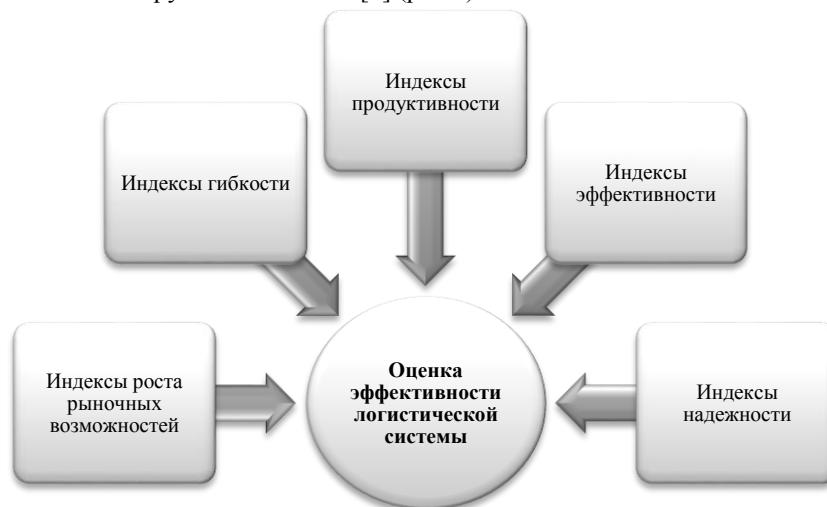 Индексы
продуктивности
Индексы гибкости
Индексы
эффективности
Индексы роста
рыночных
возможностей
Оценка
эффективности
логистической
системы
Индексы
надежности